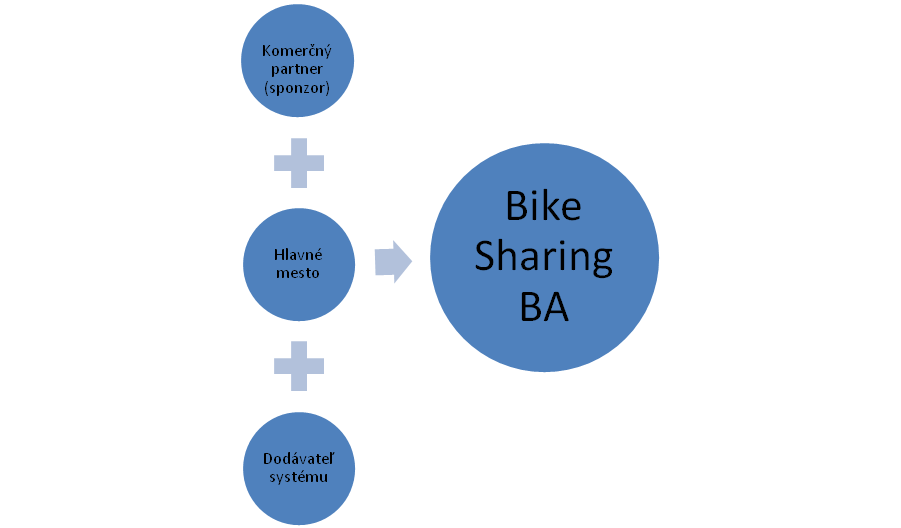 Komerčný
partner
(sponzor)
Hlavné
mesto
Dodávateľ
systému
Bike
Sharing
BA